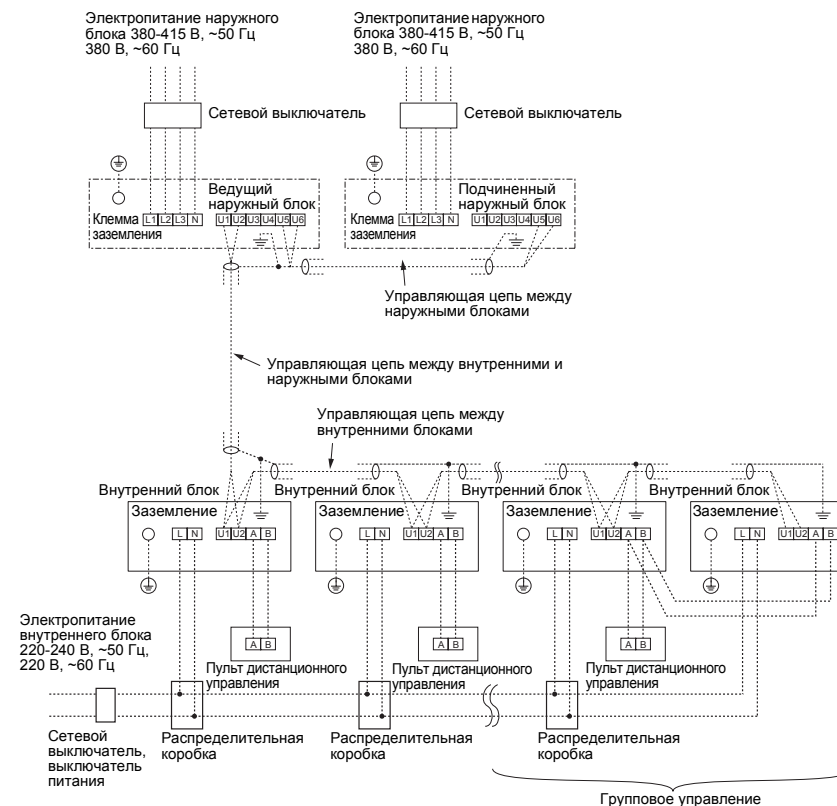 Электропитание наружного
блока 380-415 В, ~50 Гц
380 В, ~60 Гц
Электропитание наружного
блока 380-415 В, ~50 Гц
380 В, ~60 Гц
Сетевой выключатель
Сетевой выключатель
Ведущий
наружный блок
Клемма
заземления
L1 L2 L3 N
U1 U2 U3 U4 U5 U6
Подчиненный
наружный блок
Клемма
заземления
L1 L2 L3 N
U1 U2 U3 U4 U5 U6
Управляющая цепь между
наружными блоками
Управляющая цепь между внутренними и
наружными блоками
Управляющая цепь между
внутренними блоками
Внутренний блок
Внутренний блок
Внутренний блок
Внутренний блок
Заземление
Заземление
Заземление
Заземление
L N U1 U2 A B
L N U1 U2 A B
L N U1 U2 A B
L N U1 U2 A B
Электропитание
внутреннего блока
220-240 В, ~50 Гц,
220 В, ~60 Гц
A B
A B
A B
Пульт дистанционного
управления
Пульт дистанционного
управления
Пульт дистанционного
управления
Сетевой
выключатель,
выключатель
питания
Распределительная
коробка
Распределительная
коробка
Распределительная
коробка
Групповое управление